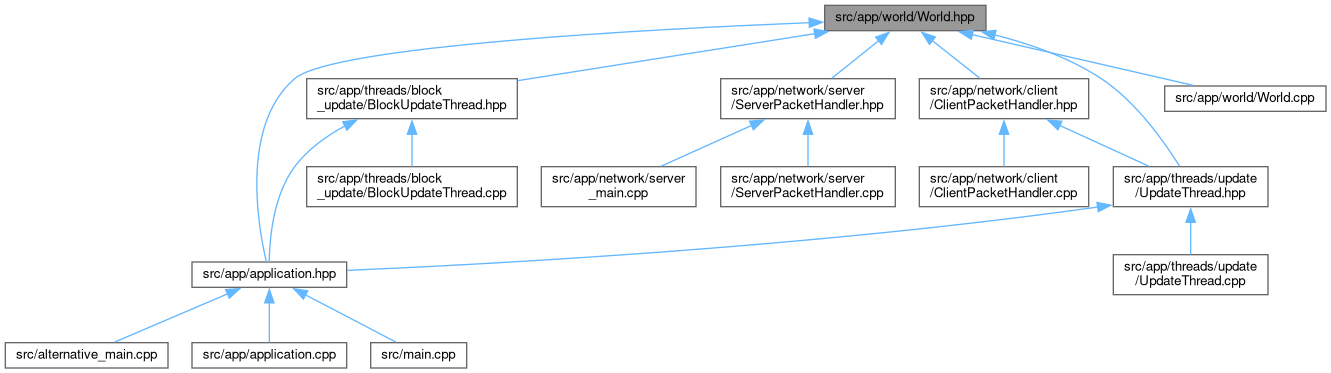 src/app/world/World.hpp
src/app/threads/block
_update/BlockUpdateThread.hpp
src/app/network/server
/ServerPacketHandler.hpp
src/app/network/client
/ClientPacketHandler.hpp
src/app/world/World.cpp
src/app/threads/block
_update/BlockUpdateThread.cpp
src/app/network/server
_main.cpp
src/app/network/server
/ServerPacketHandler.cpp
src/app/network/client
/ClientPacketHandler.cpp
src/app/threads/update
/UpdateThread.hpp
src/app/application.hpp
src/app/threads/update
/UpdateThread.cpp
src/alternative_main.cpp
src/app/application.cpp
src/main.cpp